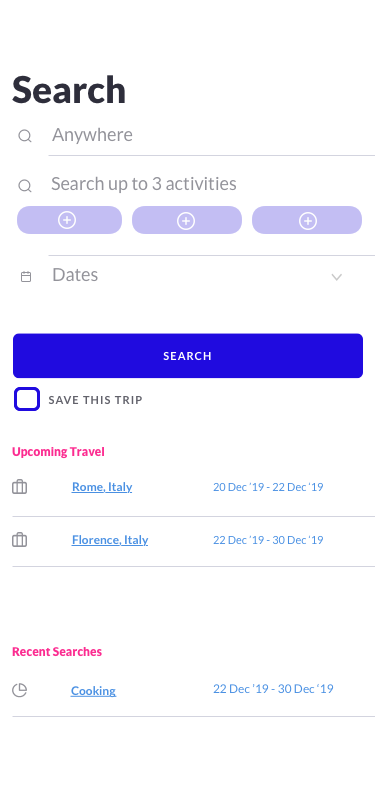 Search
Anywhere
Search up to 3 activities
Dates
SEARCH
SAVE THIS TRIP
Upcoming Travel
Rome, Italy 20 Dec '19 - 22 Dec '19
Florence, Italy 22 Dec '19 - 30 Dec '19
Recent Searches
Cooking 22 Dec '19 - 30 Dec '19